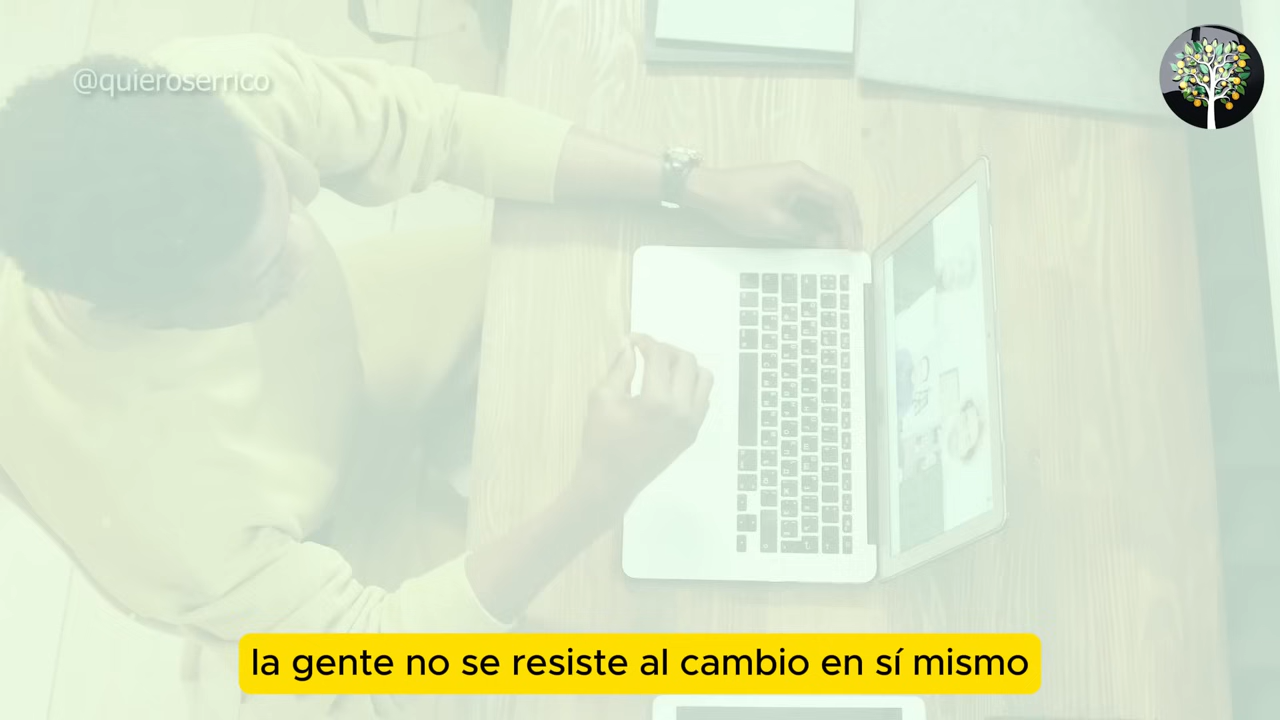 @quieroserrico
la gente no se resiste al cambio en sí mismo